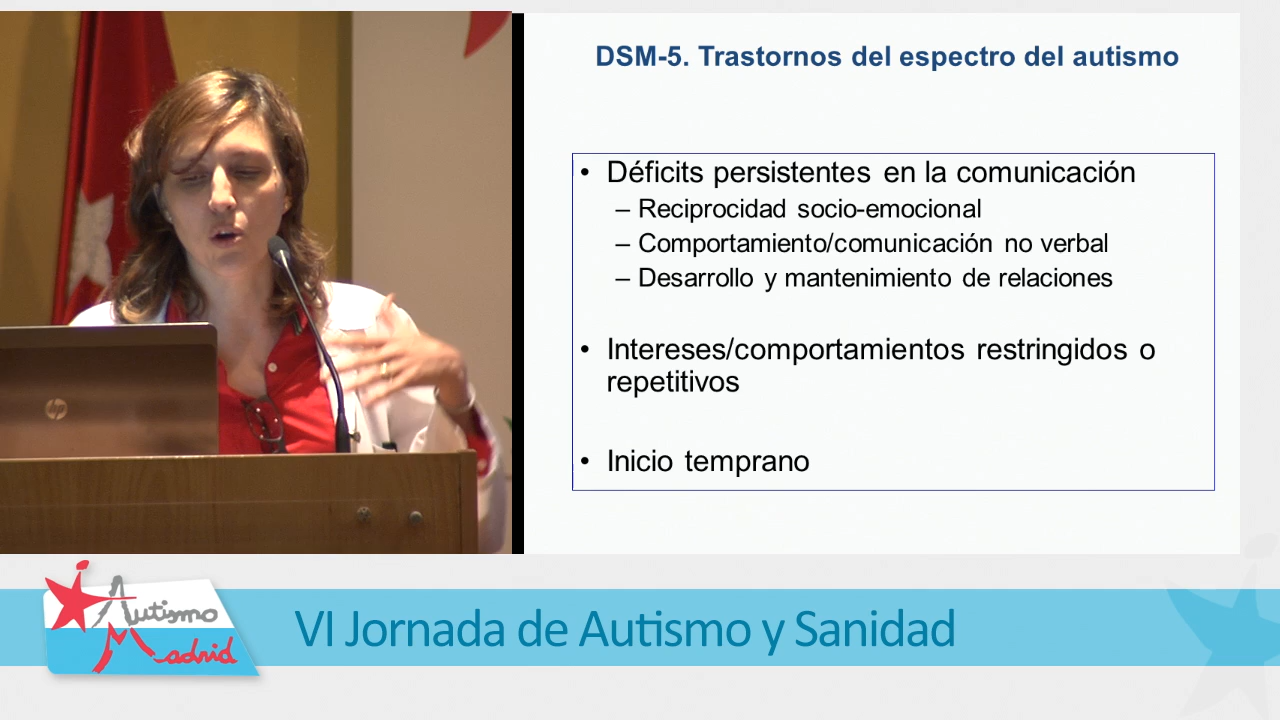 DSM-5. Trastornos del espectro del autismo
• Déficits persistentes en la comunicación
– Reciprocidad socio-emocional
– Comportamiento/comunicación no verbal
– Desarrollo y mantenimiento de relaciones
• Intereses/comportamientos restringidos o
repetitivos
• Inicio temprano
hp
Autismo
Madrid
VI Jornada de Autismo y Sanidad